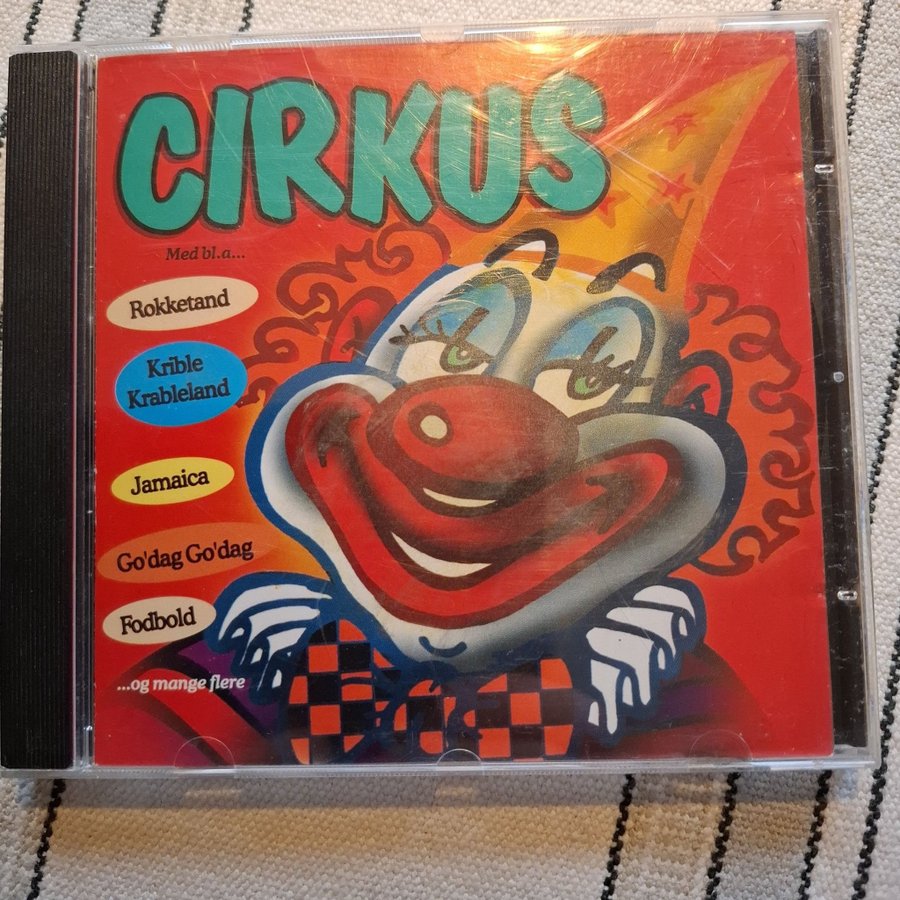 CIRKUS
Med bl.a...
Rokketand
Krible
Krableland
Jamaica
Go'dag Go'dag
Fodbold
...og mange flere